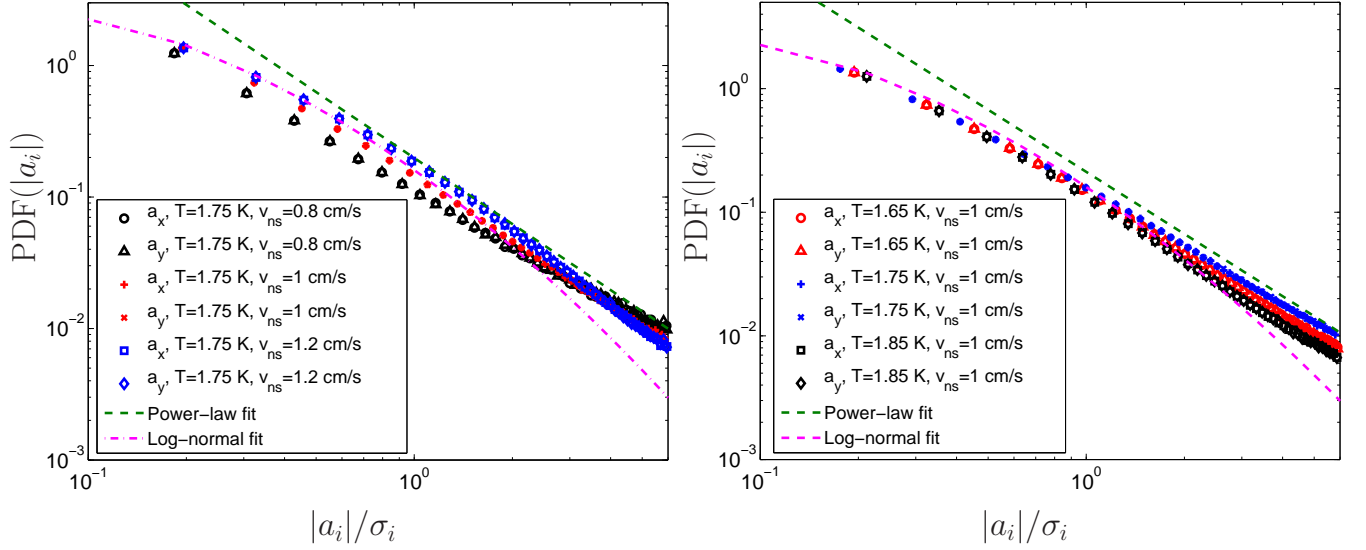 10^0
10^-1
10^-2
10^-3
10^-1
10^0
PDF(|a_i|)
|a_i|/σ_i
a_x, T=1.75 K, v_ns=0.8 cm/s
a_y, T=1.75 K, v_ns=0.8 cm/s
a_x, T=1.75 K, v_ns=1 cm/s
a_y, T=1.75 K, v_ns=1 cm/s
a_x, T=1.75 K, v_ns=1.2 cm/s
a_y, T=1.75 K, v_ns=1.2 cm/s
Power−law fit
Log−normal fit
10^0
10^-1
10^-2
10^-3
10^-1
10^0
PDF(|a_i|)
|a_i|/σ_i
a_x, T=1.65 K, v_ns=1 cm/s
a_y, T=1.65 K, v_ns=1 cm/s
a_x, T=1.75 K, v_ns=1 cm/s
a_y, T=1.75 K, v_ns=1 cm/s
a_x, T=1.85 K, v_ns=1 cm/s
a_y, T=1.85 K, v_ns=1 cm/s
Power−law fit
Log−normal fit